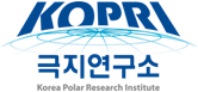 KOPRI
극지연구소
Korea Polar Research Institute